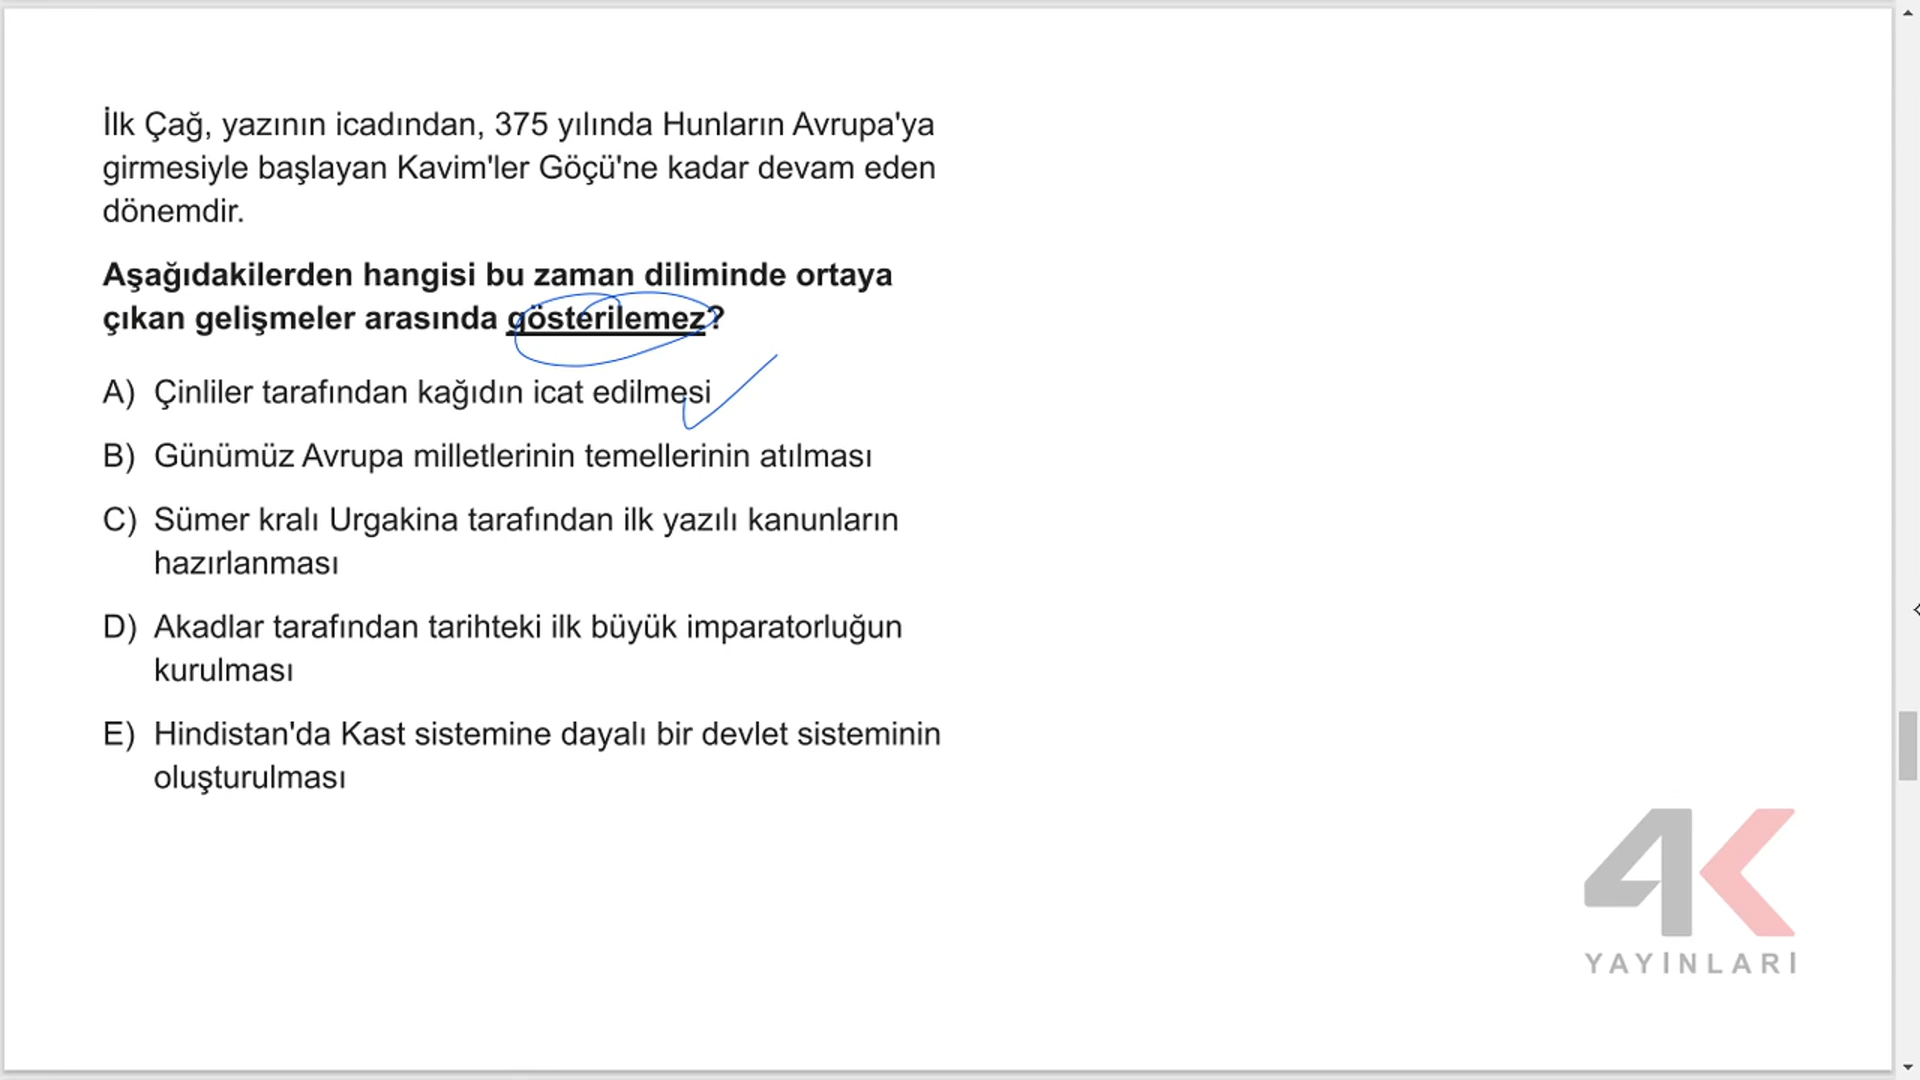 İlk Çağ, yazının icadından, 375 yılında Hunların Avrupa'ya
girmesiyle başlayan Kavim'ler Göçü'ne kadar devam eden
dönemdir.
Aşağıdakilerden hangisi bu zaman diliminde ortaya
çıkan gelişmeler arasında gösterilemez?
A) Çinliler tarafından kağıdın icat edilmesi
B) Günümüz Avrupa milletlerinin temellerinin atılması
C) Sümer kralı Urgakina tarafından ilk yazılı kanunların
hazırlanması
D) Akadlar tarafından tarihteki ilk büyük imparatorluğun
kurulması
E) Hindistan'da Kast sistemine dayalı bir devlet sisteminin
oluşturulması
4K
YAYINLARI